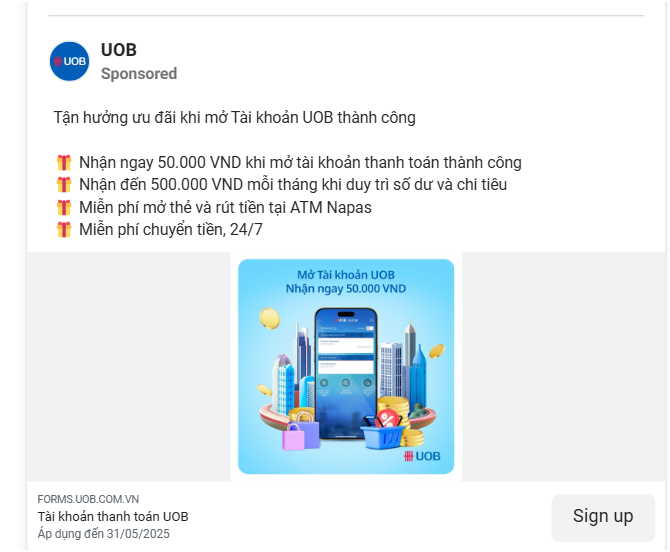 UOB
UOB
Sponsored
Tận hưởng ưu đãi khi mở Tài khoản UOB thành công
Nhận ngay 50.000 VND khi mở tài khoản thanh toán thành công
Nhận đến 500.000 VND mỗi tháng khi duy trì số dư và chi tiêu
Miễn phí mở thẻ và rút tiền tại ATM Napas
Miễn phí chuyển tiền, 24/7
Mở Tài khoản UOB
Nhận ngay 50.000 VND
%
UOB
FORMS.UOB.COM.VN
Tài khoản thanh toán UOB
Áp dụng đến 31/05/2025
Sign up